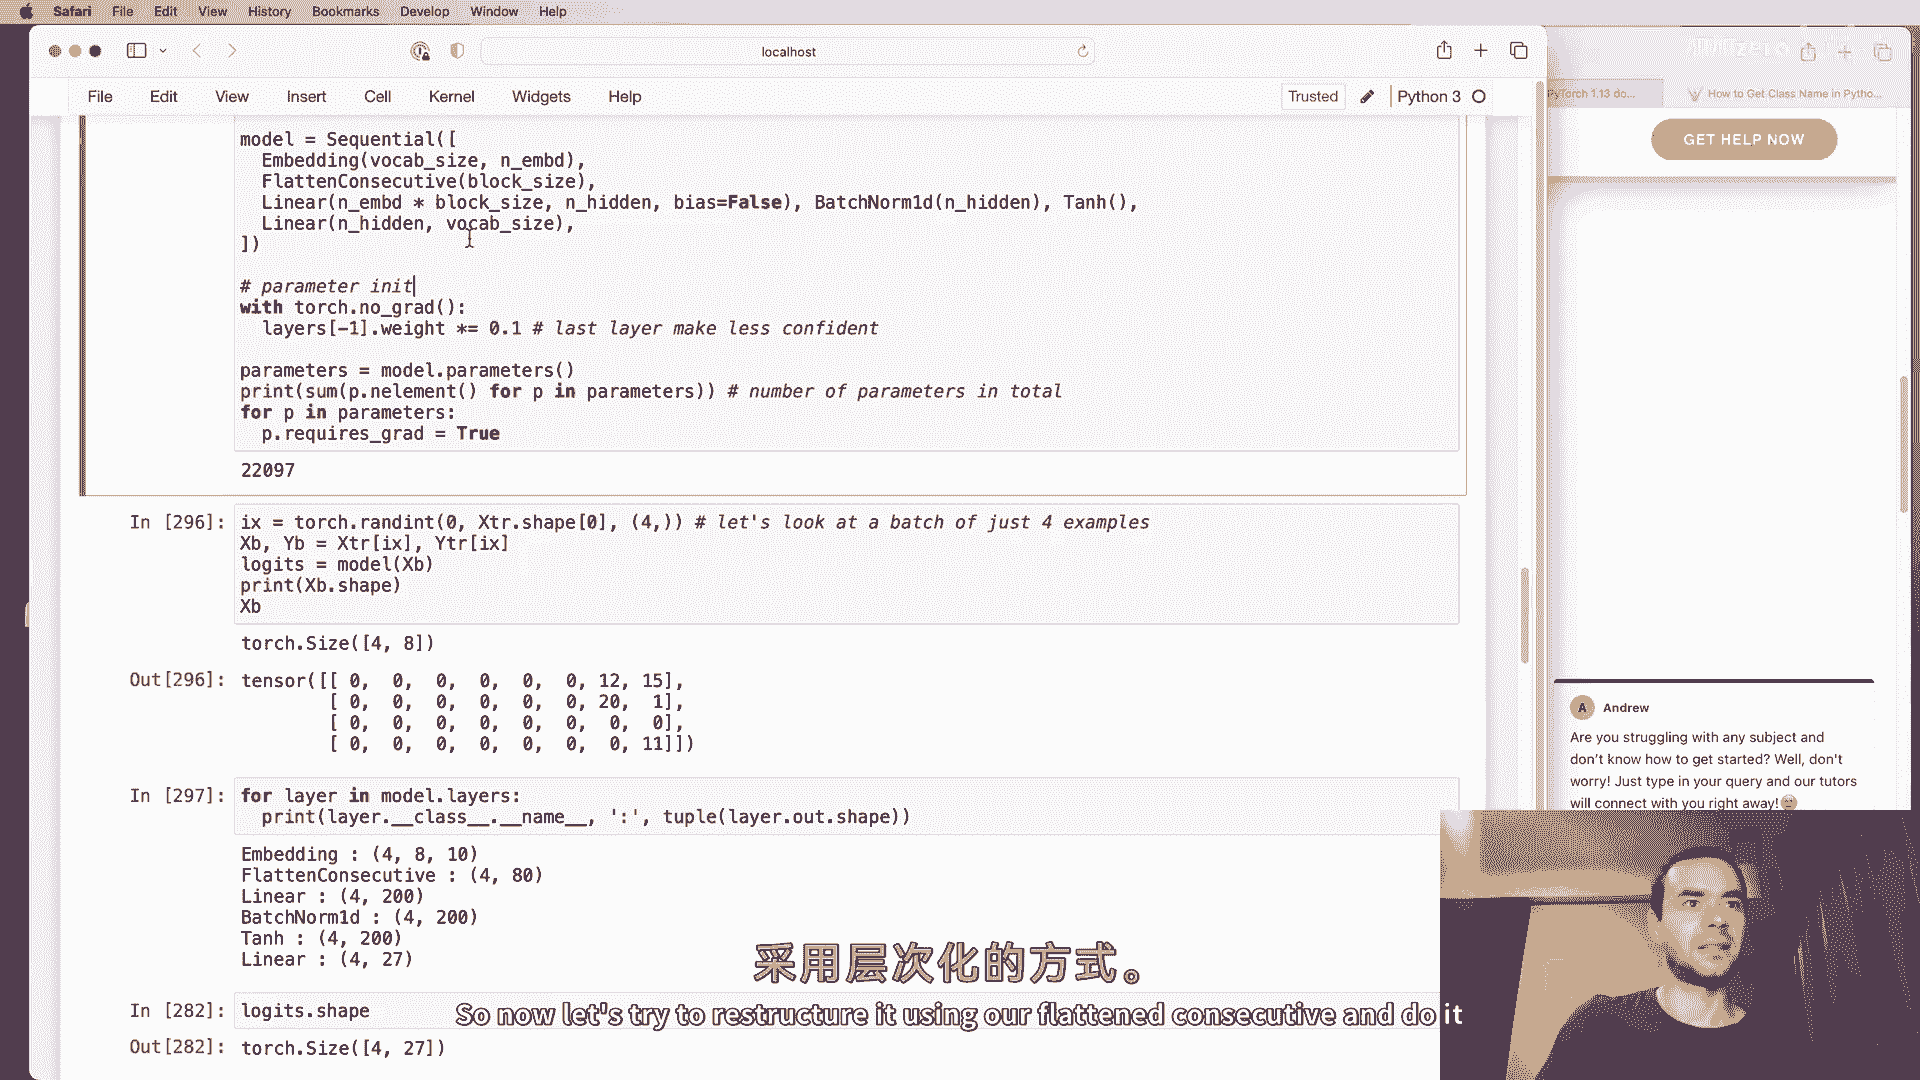 Safari File Edit View History Bookmarks Develop Window Help
localhost
File Edit View Insert Cell Kernel Widgets Help
Trusted
Python 3
model = Sequential([
  Embedding(vocab_size, n_embd),
  FlattenConsecutive(block_size),
  Linear(n_embd * block_size, n_hidden, bias=False), BatchNorm1d(n_hidden), Tanh(),
  Linear(n_hidden, vocab_size),
])
# parameter init
with torch.no_grad():
  layers[-1].weight *= 0.1 # last layer make less confident
parameters = model.parameters()
print(sum(p.nelement() for p in parameters)) # number of parameters in total
for p in parameters:
  p.requires_grad = True
22097
In [296]: ix = torch.randint(0, Xtr.shape[0], (4,)) # let's look at a batch of just 4 examples
Xb, Yb = Xtr[ix], Ytr[ix]
logits = model(Xb)
print(Xb.shape)
Xb
torch.Size([4, 8])
Out[296]: tensor([[ 0, 0, 0, 0, 0, 0, 12, 15],
[ 0, 0, 0, 0, 0, 0, 20, 1],
[ 0, 0, 0, 0, 0, 0, 0, 0],
[ 0, 0, 0, 0, 0, 0, 0, 11]])
In [297]: for layer in model.layers:
  print(layer.__class__.__name__, ':', tuple(layer.out.shape))
Embedding : (4, 8, 10)
FlattenConsecutive : (4, 80)
Linear : (4, 200)
BatchNorm1d : (4, 200)
Tanh : (4, 200)
Linear : (4, 27)
In [282]: logits.shape
Out[282]: torch.Size([4, 27])
PyTorch 1.13 do...
How to Get Class Name in Pytho...
GET HELP NOW
A Andrew
Are you struggling with any subject and
don't know how to get started? Well, don't
worry! Just type in your query and our tutors
will connect with you right away!
采用层次化的方式。
So now let's try to restructure it using our flattened consecutive and do it